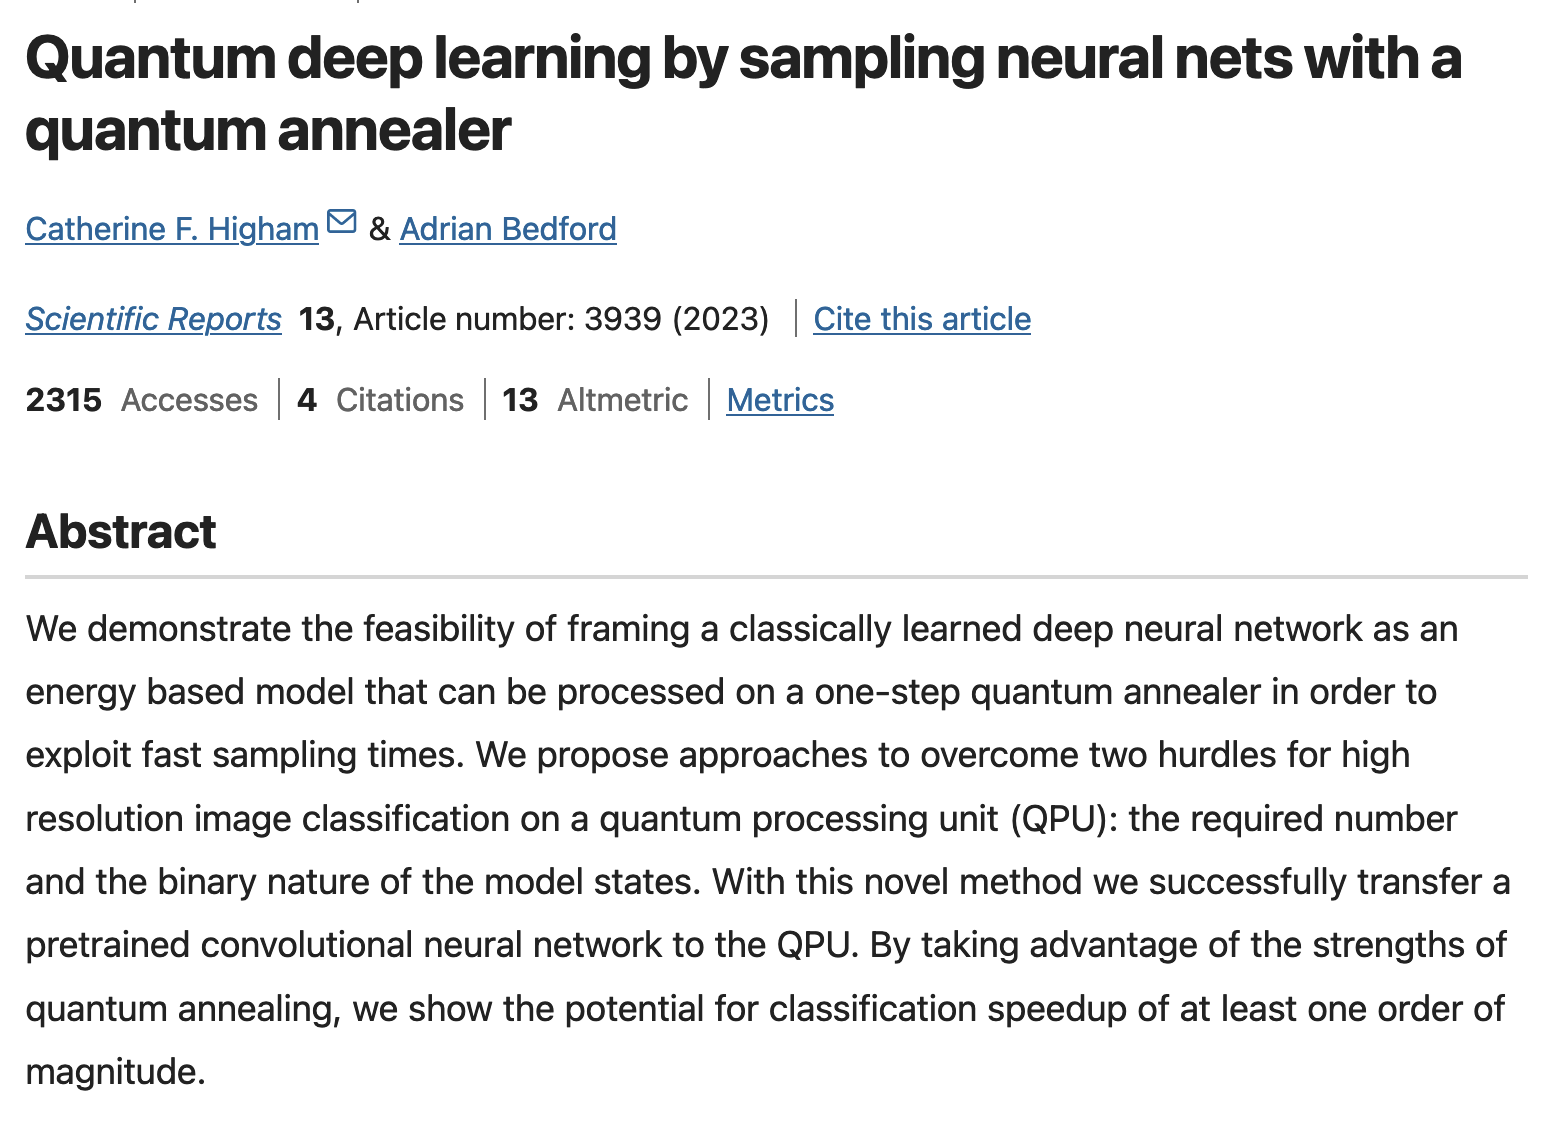 Quantum deep learning by sampling neural nets with a
quantum annealer
Catherine F. Higham & Adrian Bedford
Scientific Reports 13, Article number: 3939 (2023) | Cite this article
2315 Accesses | 4 Citations | 13 Altmetric | Metrics
Abstract
We demonstrate the feasibility of framing a classically learned deep neural network as an
energy based model that can be processed on a one-step quantum annealer in order to
exploit fast sampling times. We propose approaches to overcome two hurdles for high
resolution image classification on a quantum processing unit (QPU): the required number
and the binary nature of the model states. With this novel method we successfully transfer a
pretrained convolutional neural network to the QPU. By taking advantage of the strengths of
quantum annealing, we show the potential for classification speedup of at least one order of
magnitude.